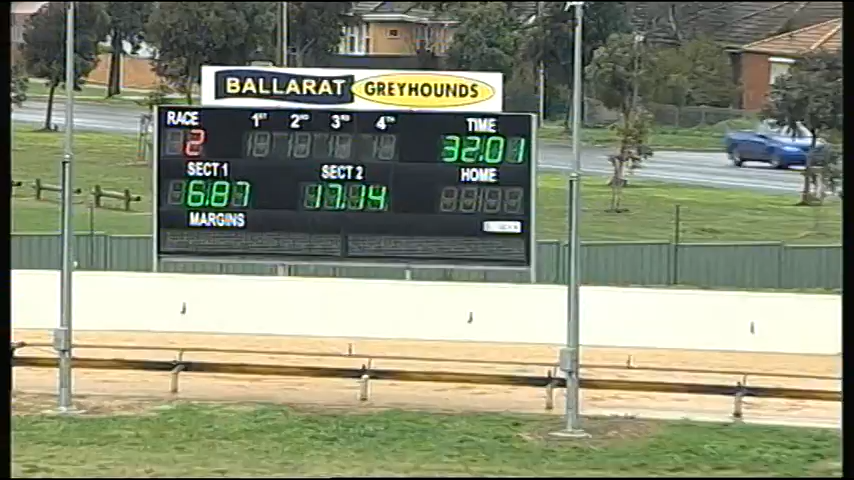 BALLARAT GREYHOUNDS
RACE 1ST 2ND 3RD 4TH TIME
2 32.01
SECT 1 SECT 2 HOME
6.87 17.14
MARGINS